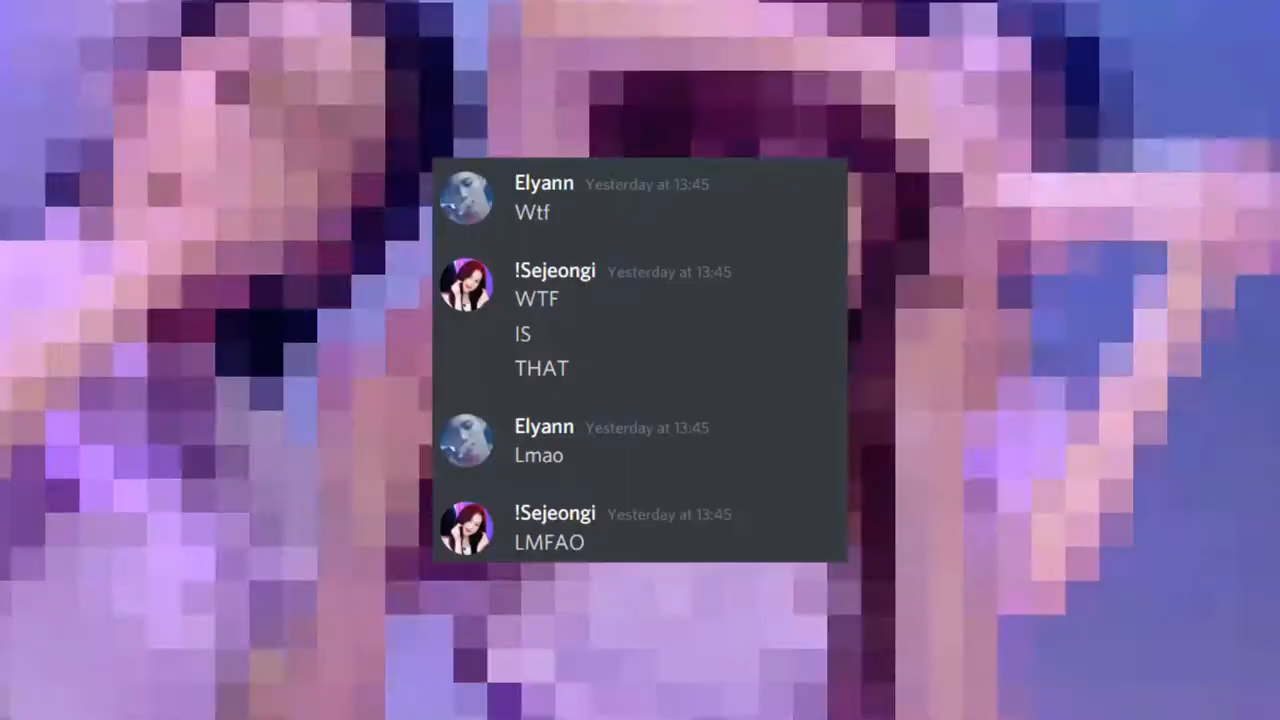 Elyann Yesterday at 13:45
Wtf
!Sejeongi Yesterday at 13:45
WTF
IS
THAT
Elyann Yesterday at 13:45
Lmao
!Sejeongi Yesterday at 13:45
LMFAO